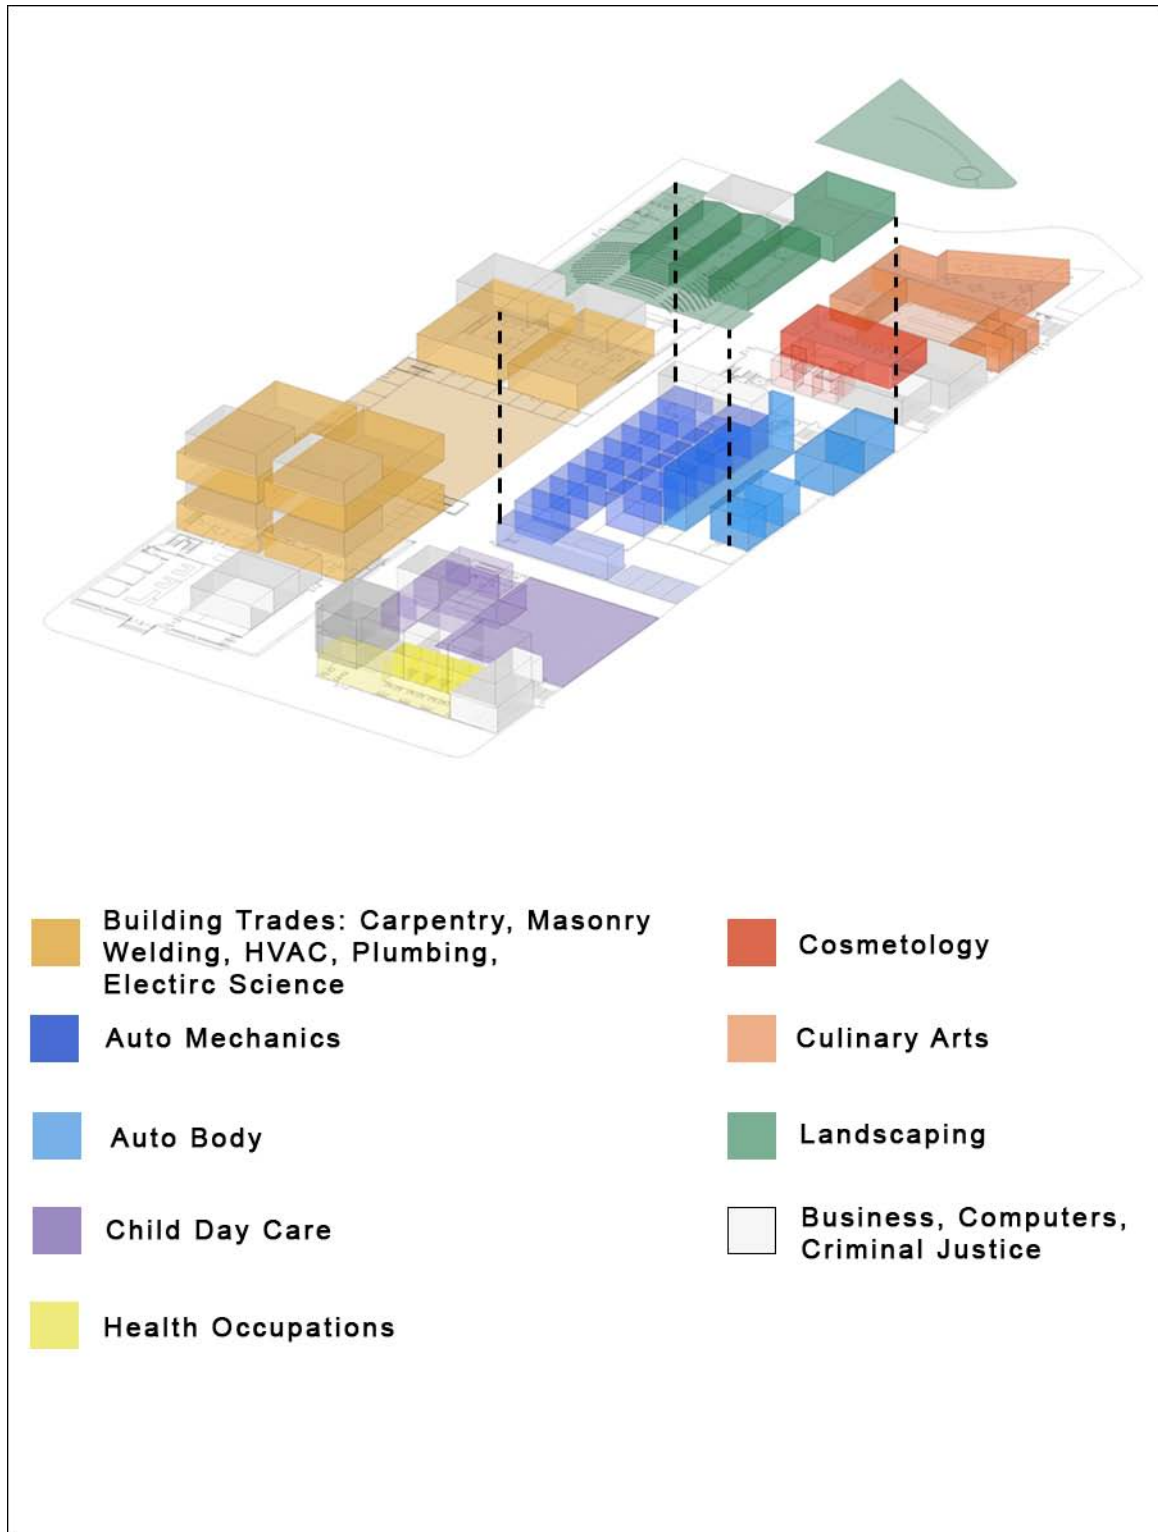 Building Trades: Carpentry, Masonry
Welding, HVAC, Plumbing,
Electirc Science
Auto Mechanics
Auto Body
Child Day Care
Health Occupations
Cosmetology
Culinary Arts
Landscaping
Business, Computers,
Criminal Justice